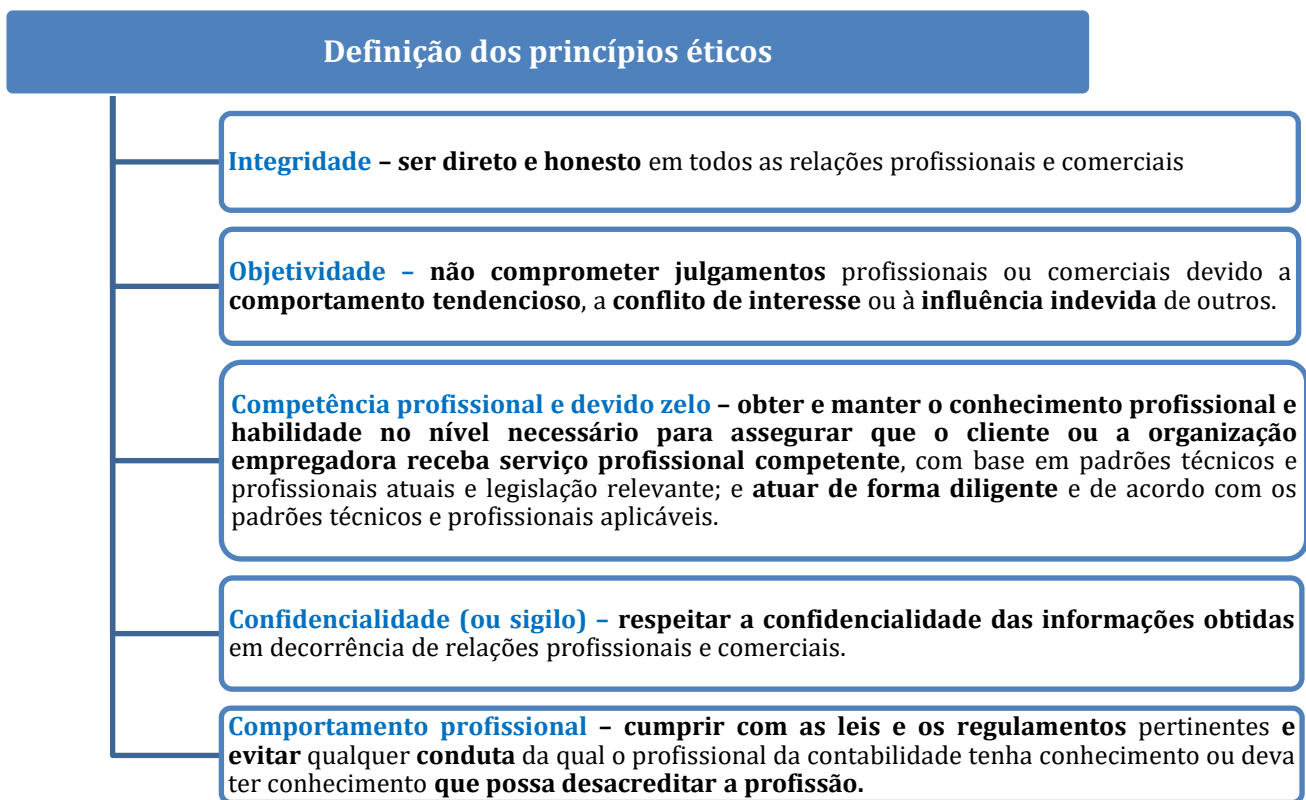 Definição dos princípios éticos
Integridade – ser direto e honesto em todos as relações profissionais e comerciais
Objetividade – não comprometer julgamentos profissionais ou comerciais devido a
comportamento tendencioso, a conflito de interesse ou à influência indevida de outros.
Competência profissional e devido zelo – obter e manter o conhecimento profissional e
habilidade no nível necessário para assegurar que o cliente ou a organização
empregadora receba serviço profissional competente, com base em padrões técnicos e
profissionais atuais e legislação relevante; e atuar de forma diligente e de acordo com os
padrões técnicos e profissionais aplicáveis.
Confidencialidade (ou sigilo) – respeitar a confidencialidade das informações obtidas
em decorrência de relações profissionais e comerciais.
Comportamento profissional – cumprir com as leis e os regulamentos pertinentes e
evitar qualquer conduta da qual o profissional da contabilidade tenha conhecimento ou deva
ter conhecimento que possa desacreditar a profissão.